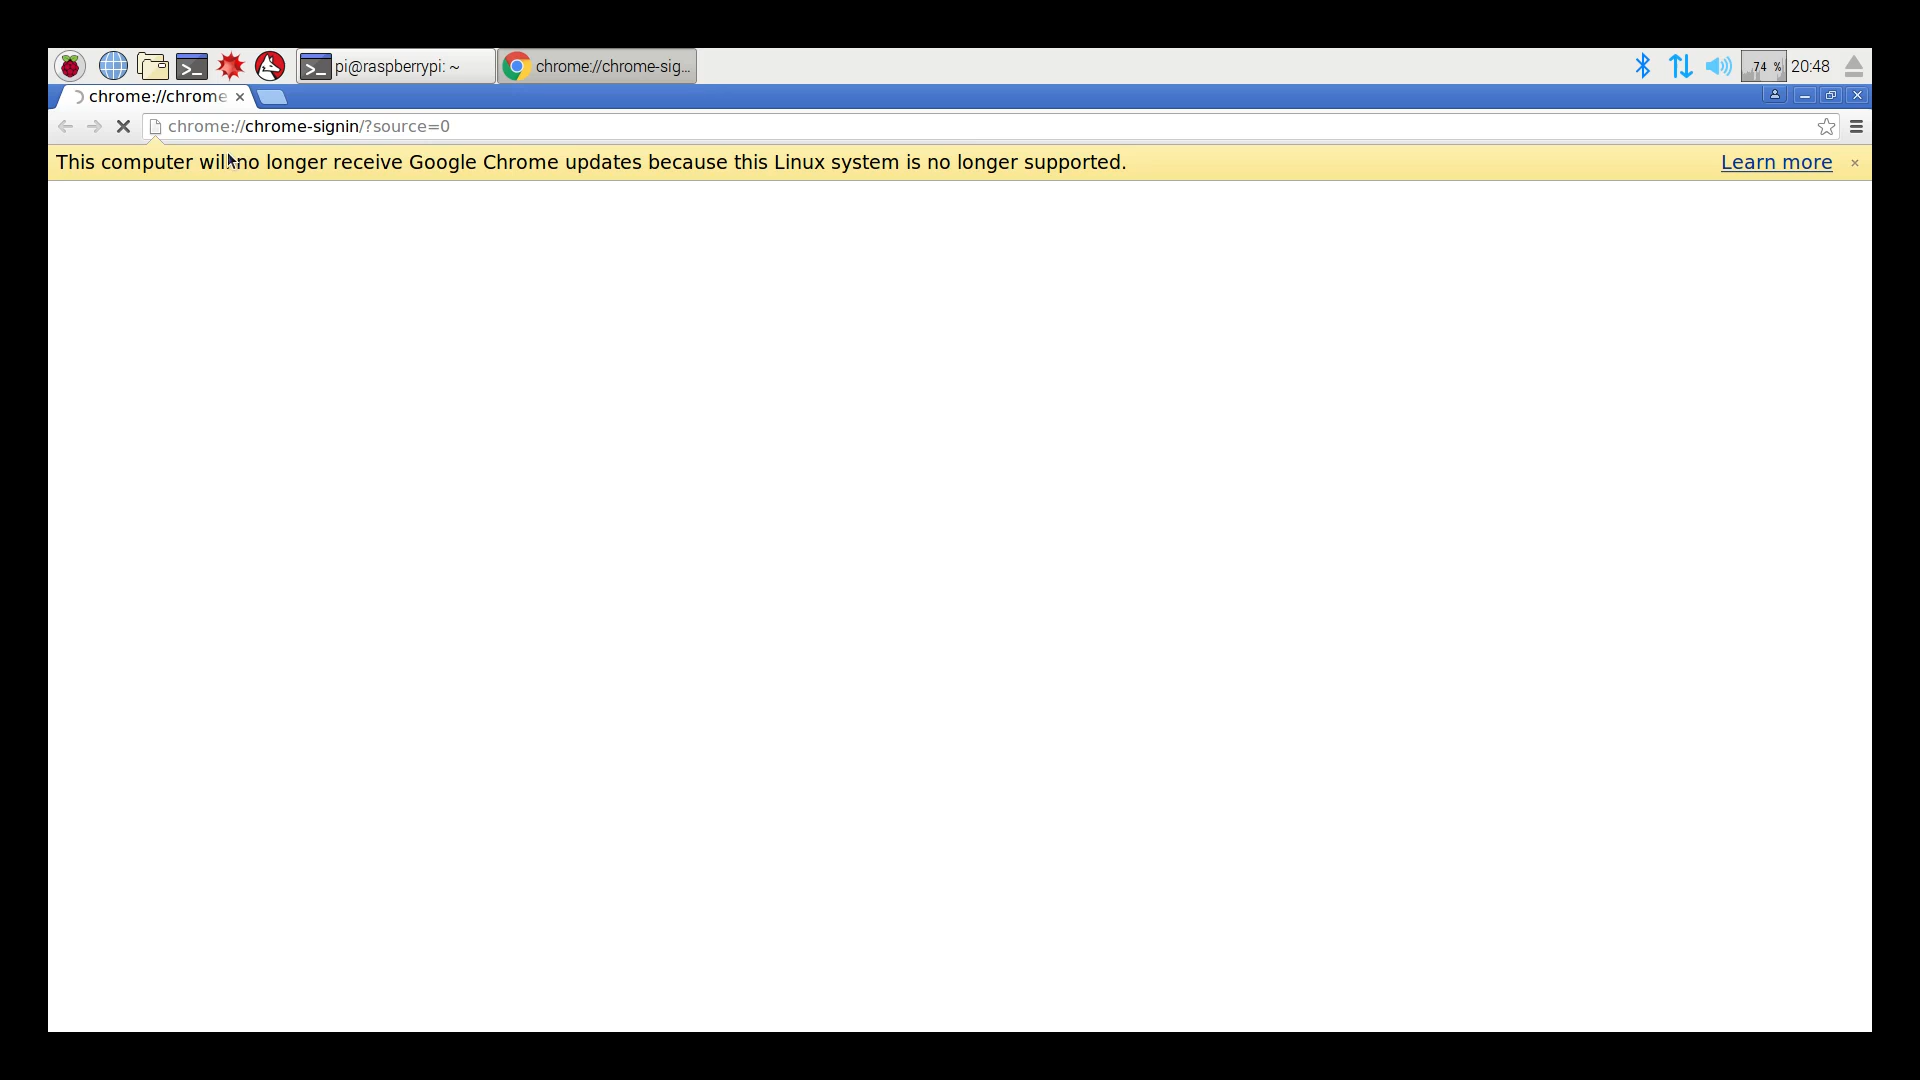 pi@raspberrypi: ~
chrome://chrome-sig...
74 %
20:48
chrome://chrome
chrome://chrome-signin/?source=0
This computer will no longer receive Google Chrome updates because this Linux system is no longer supported.
Learn more